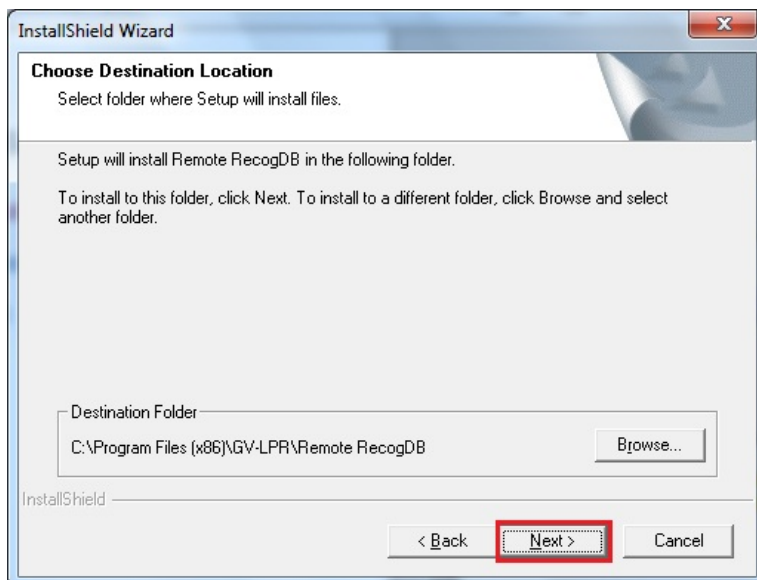 InstallShield Wizard
Choose Destination Location
Select folder where Setup will install files.
Setup will install Remote RecogDB in the following folder.
To install to this folder, click Next. To install to a different folder, click Browse and select
another folder.
Destination Folder
C:\Program Files (x86)\GV-LPR\Remote RecogDB
Browse...
InstallShield
< Back
Next >
Cancel